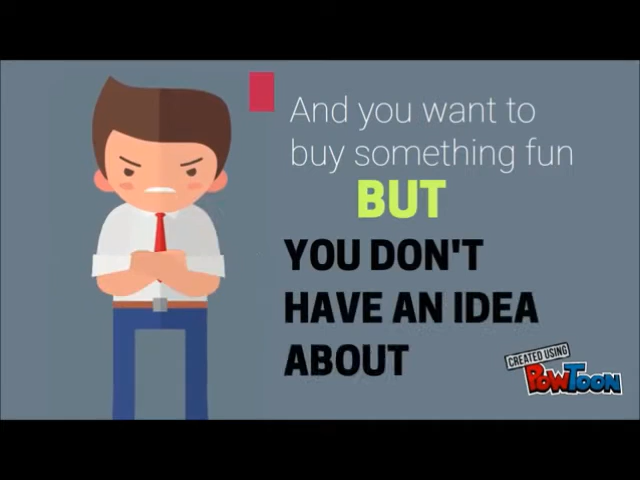 And you want to
buy something fun
BUT
YOU DON'T
HAVE AN IDEA
ABOUT
CREATED USING
POWTOON